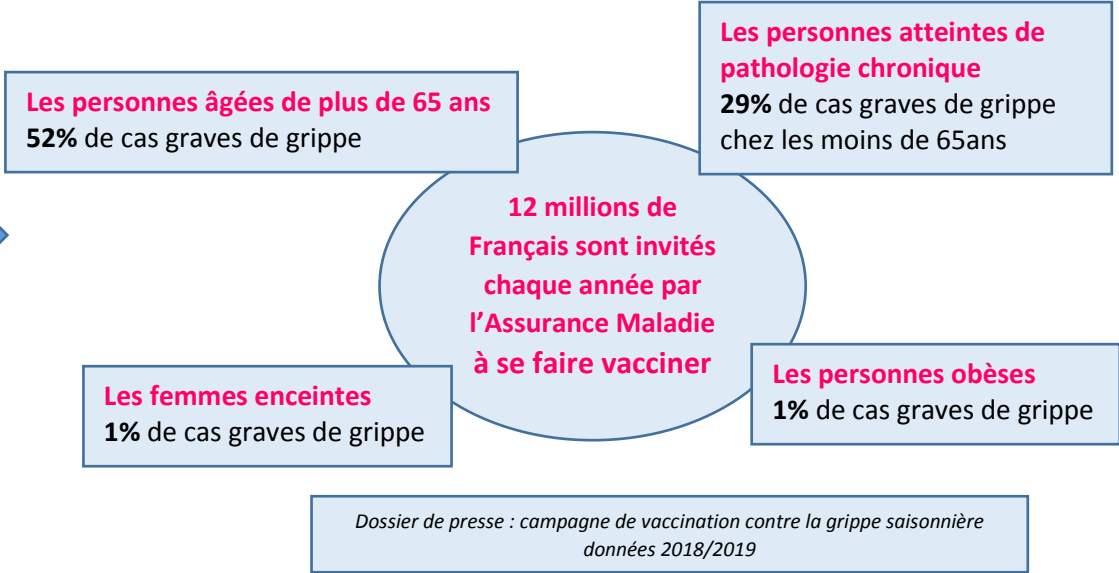 Les personnes atteintes de
pathologie chronique
29% de cas graves de grippe
chez les moins de 65ans
Les personnes âgées de plus de 65 ans
52% de cas graves de grippe
12 millions de
Français sont invités
chaque année par
l’Assurance Maladie
à se faire vacciner
Les femmes enceintes
1% de cas graves de grippe
Les personnes obèses
1% de cas graves de grippe
Dossier de presse : campagne de vaccination contre la grippe saisonnière
données 2018/2019